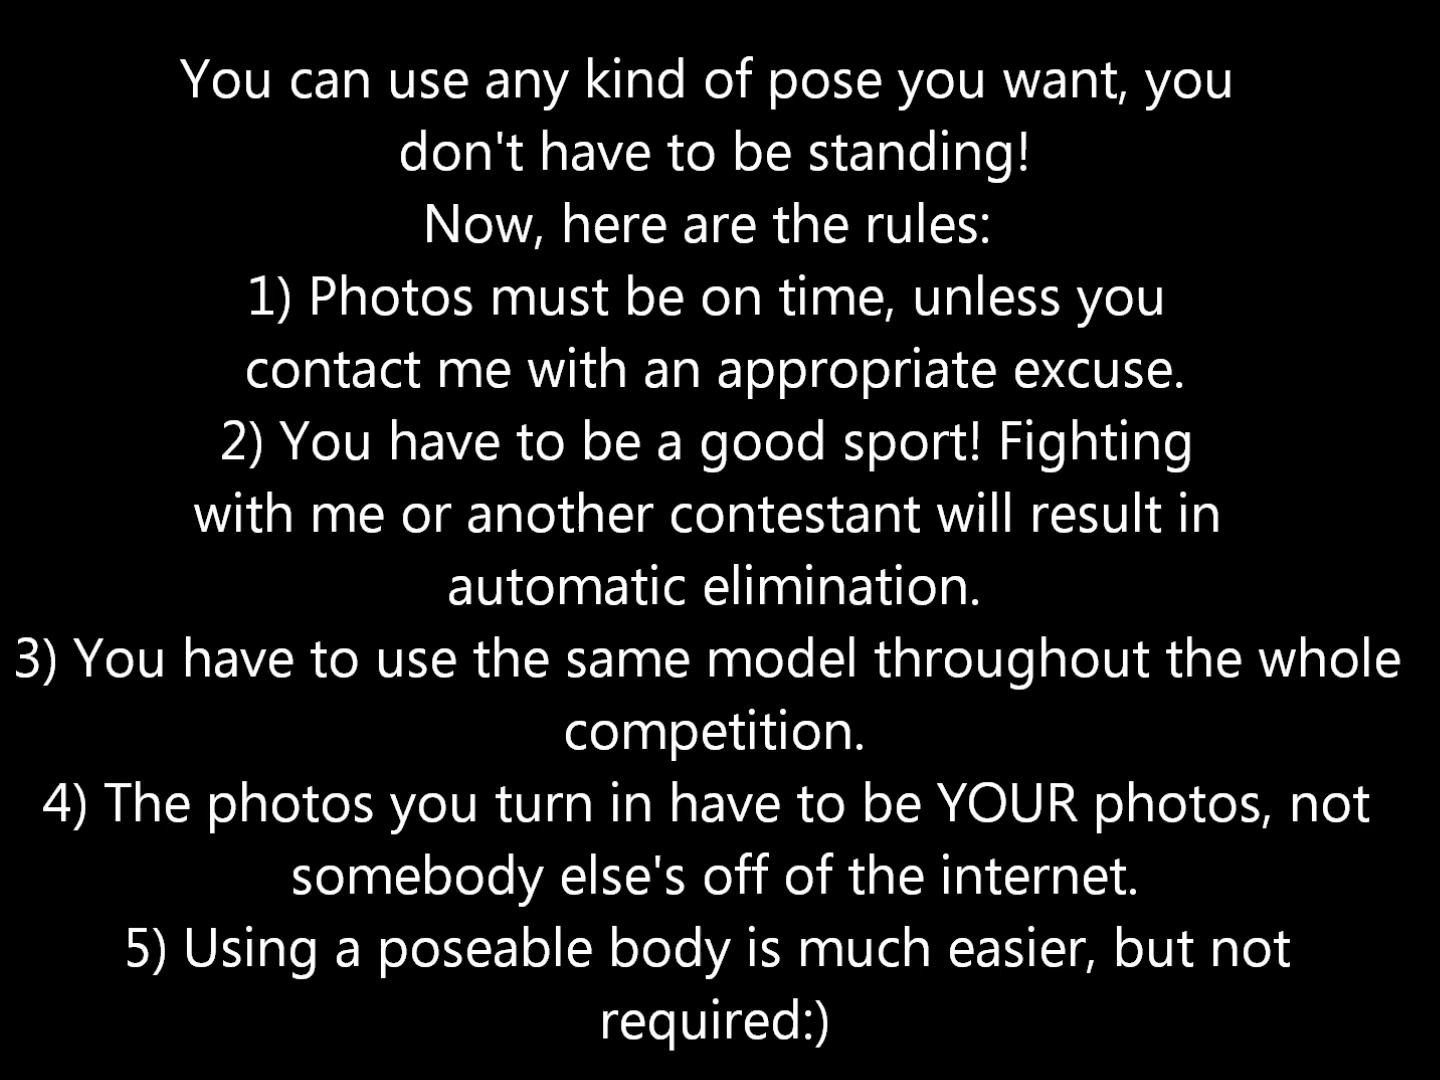 You can use any kind of pose you want, you
don't have to be standing!
Now, here are the rules:
1) Photos must be on time, unless you
contact me with an appropriate excuse.
2) You have to be a good sport! Fighting
with me or another contestant will result in
automatic elimination.
3) You have to use the same model throughout the whole
competition.
4) The photos you turn in have to be YOUR photos, not
somebody else's off of the internet.
5) Using a poseable body is much easier, but not
required:)